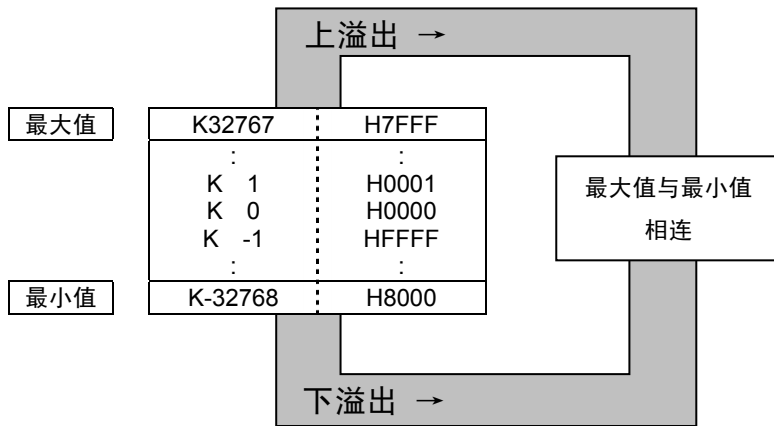 上溢出 →
最大值 K32767 H7FFF
: :
K 1 H0001
K 0 H0000
K -1 HFFFF
: :
最小值 K-32768 H8000
最大值与最小值
相连
下溢出 →